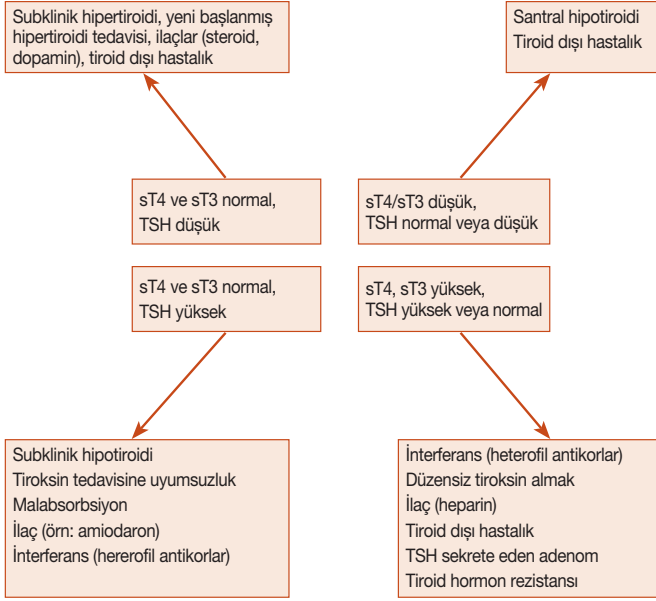 Subklinik hipertiroidi, yeni başlanmış
hipertiroidi tedavisi, ilaçlar (steroid,
dopamin), tiroid dışı hastalık
Santral hipotiroidi
Tiroid dışı hastalık
sT4 ve sT3 normal,
TSH düşük
sT4/sT3 düşük,
TSH normal veya düşük
sT4 ve sT3 normal,
TSH yüksek
sT4, sT3 yüksek,
TSH yüksek veya normal
Subklinik hipotiroidi
Tiroksin tedavisine uyumsuzluk
Malabsorbsiyon
İlaç (örn: amiodaron)
İnterferans (hererofil antikorlar)
İnterferans (heterofil antikorlar)
Düzensiz tiroksin almak
İlaç (heparin)
Tiroid dışı hastalık
TSH sekrete eden adenom
Tiroid hormon rezistansı